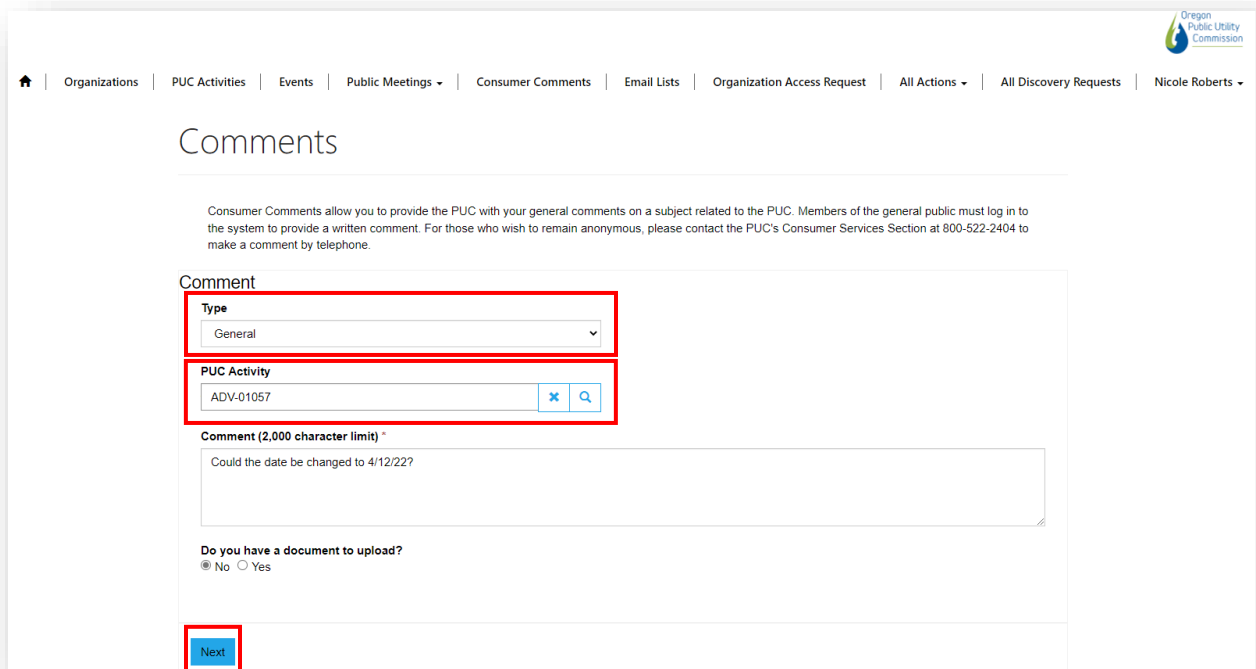 Oregon
Public Utility
Commission
Organizations PUC Activities Events Public Meetings Consumer Comments Email Lists Organization Access Request All Actions All Discovery Requests Nicole Roberts
Comments
Consumer Comments allow you to provide the PUC with your general comments on a subject related to the PUC. Members of the general public must log in to
the system to provide a written comment. For those who wish to remain anonymous, please contact the PUC's Consumer Services Section at 800-522-2404 to
make a comment by telephone.
Comment
Type
General
PUC Activity
ADV-01057
Comment (2,000 character limit) *
Could the date be changed to 4/12/22?
Do you have a document to upload?
No Yes
Next